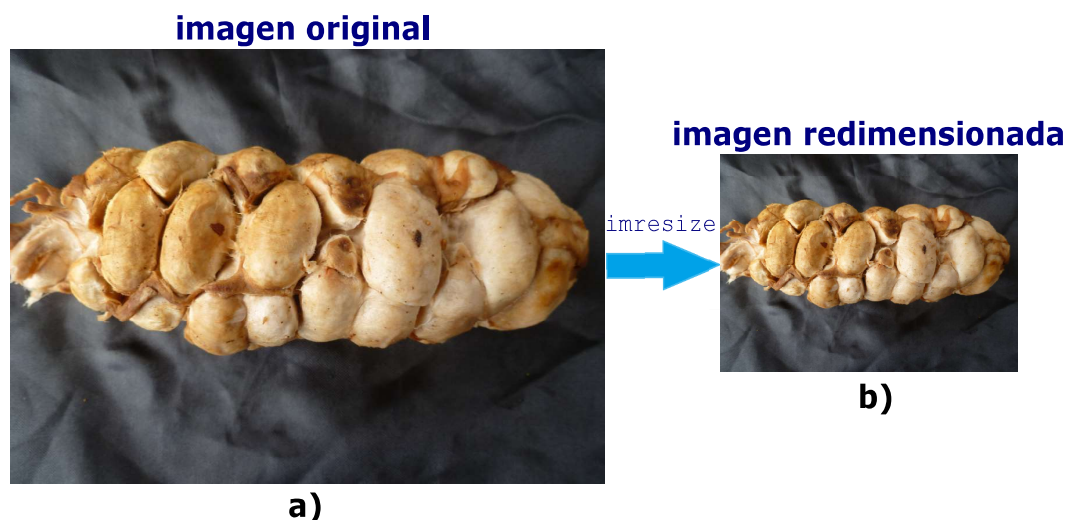 imagen original
imagen redimensionada
imresize
b)
a)